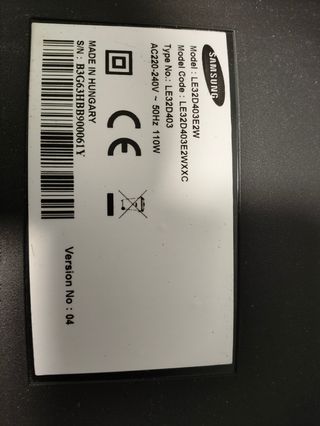 SAMSUNG
Model : LE32D403E2W
Model Code : LE32D403E2WXXC
Type No.: LE32D403
AC220-240V ~ 50Hz 110W
MADE IN HUNGARY
S/N: B3G63HBB900061Y
Version No : 04